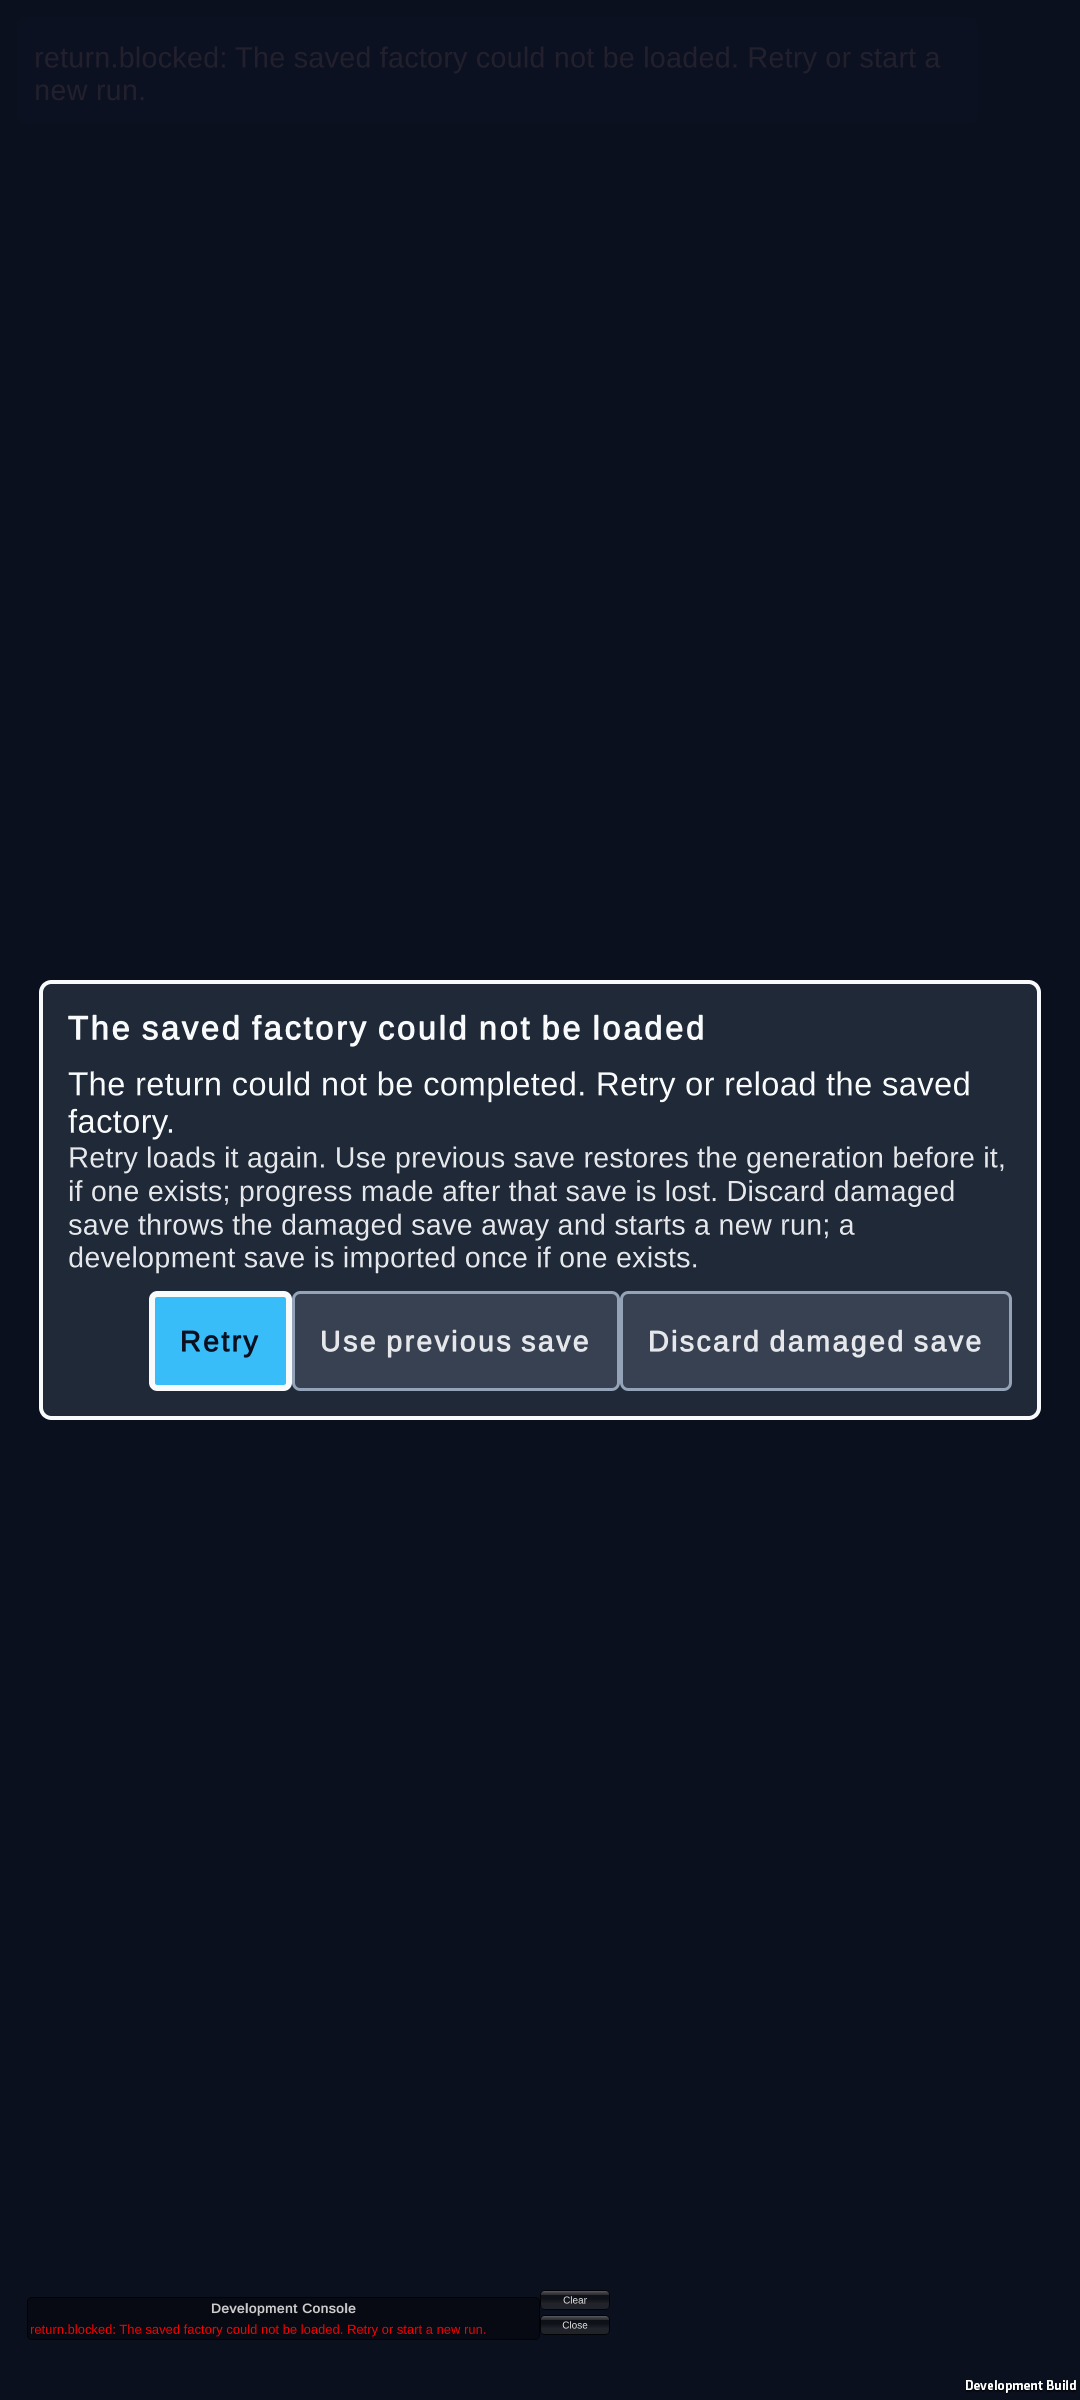 return.blocked: The saved factory could not be loaded. Retry or start a
new run.
The saved factory could not be loaded
The return could not be completed. Retry or reload the saved
factory.
Retry loads it again. Use previous save restores the generation before it,
if one exists; progress made after that save is lost. Discard damaged
save throws the damaged save away and starts a new run; a
development save is imported once if one exists.
Retry
Use previous save
Discard damaged save
Clear
Development Console
Close
return.blocked: The saved factory could not be loaded. Retry or start a new run.
Development Build